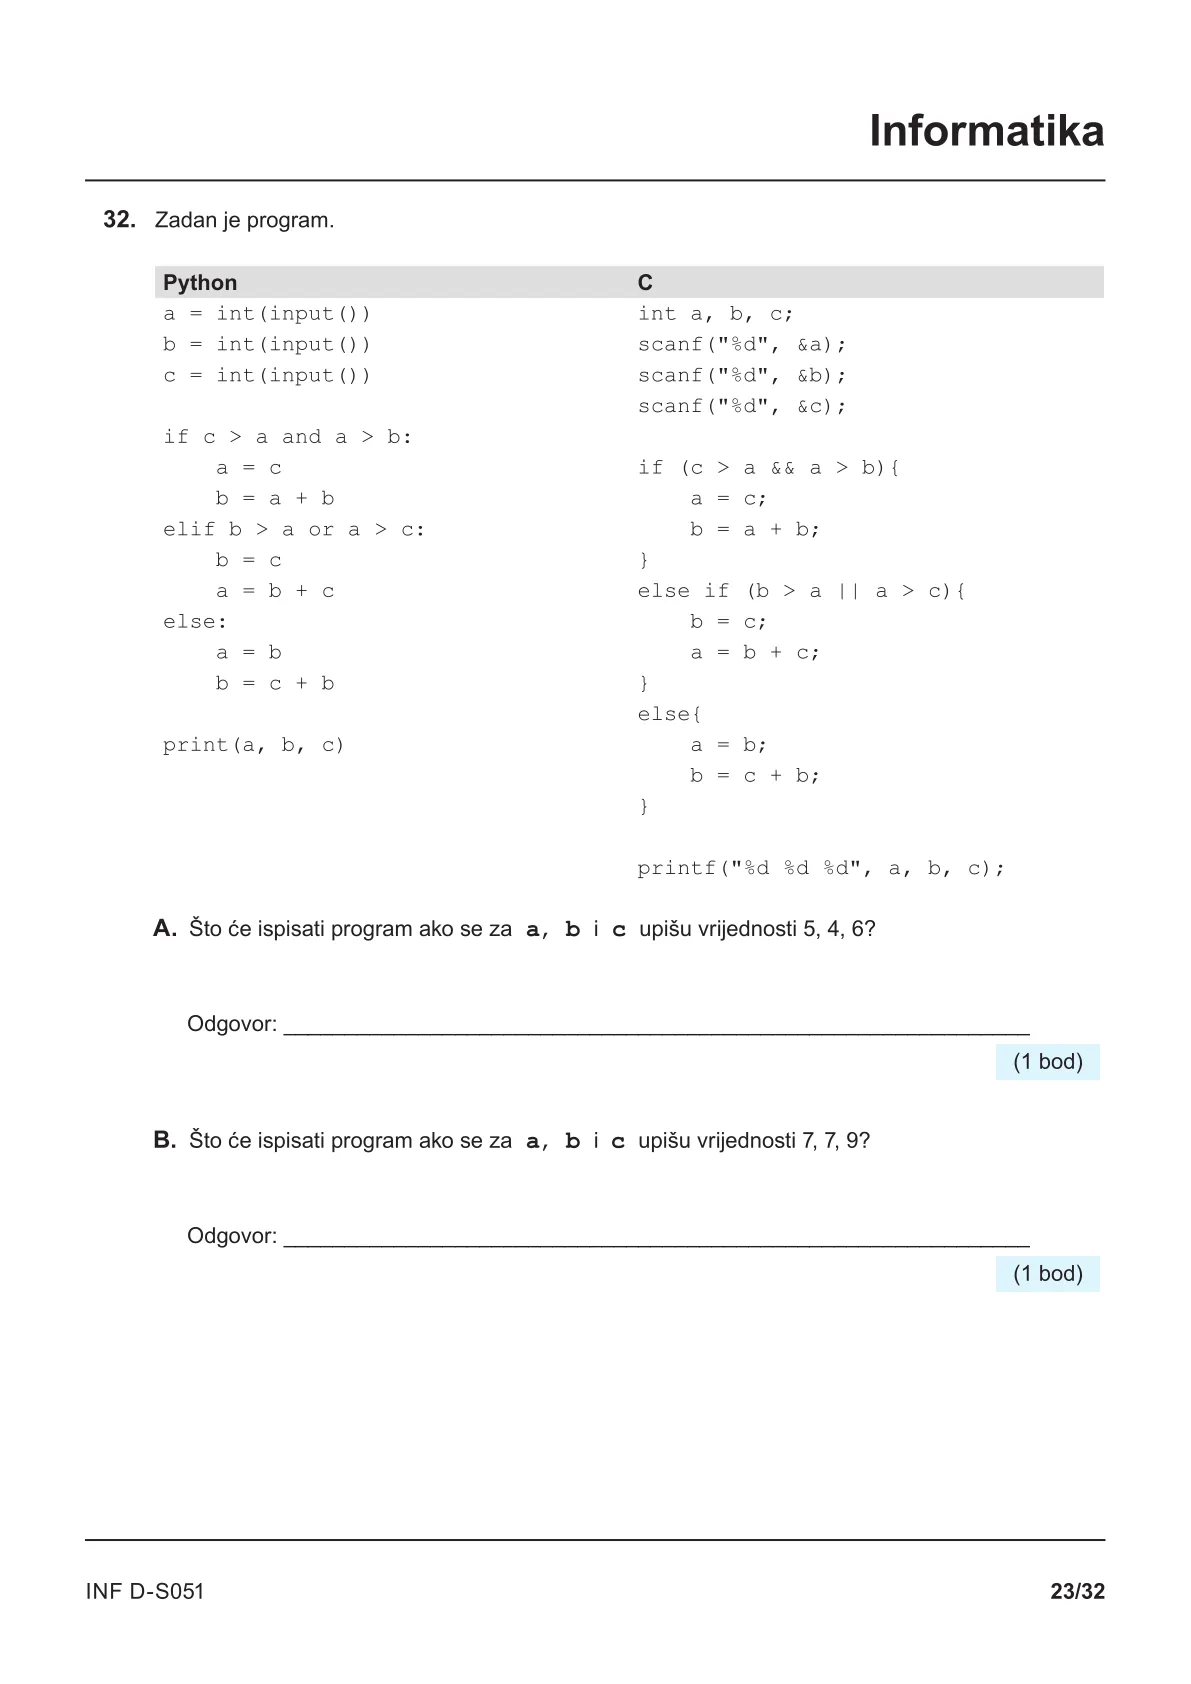 Informatika
32. Zadan je program.
Python
a = int(input())
b = int(input())
c = int(input())
if c > a and a > b:
    a = c
    b = a + b
elif b > a or a > c:
    b = c
    a = b + c
else:
    a = b
    b = c + b
print(a, b, c)
C
int a, b, c;
scanf("%d", &a);
scanf("%d", &b);
scanf("%d", &c);
if (c > a && a > b){
    a = c;
    b = a + b;
}
else if (b > a || a > c){
    b = c;
    a = b + c;
}
else{
    a = b;
    b = c + b;
}
printf("%d %d %d", a, b, c);
A. Što će ispisati program ako se za a, b i c upišu vrijednosti 5, 4, 6?
Odgovor: ______________________________________________________________
(1 bod)
B. Što će ispisati program ako se za a, b i c upišu vrijednosti 7, 7, 9?
Odgovor: ______________________________________________________________
(1 bod)
INF D-S051
23/32